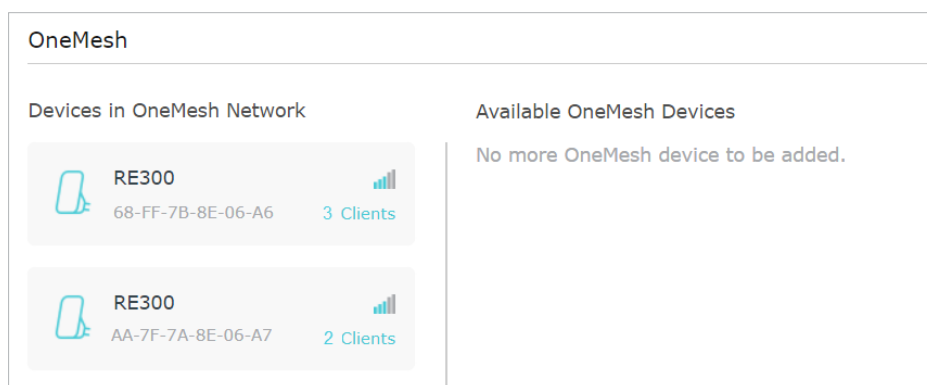 OneMesh
Devices in OneMesh Network
RE300
68-FF-7B-8E-06-A6
3 Clients
RE300
AA-7F-7A-8E-06-A7
2 Clients
Available OneMesh Devices
No more OneMesh device to be added.